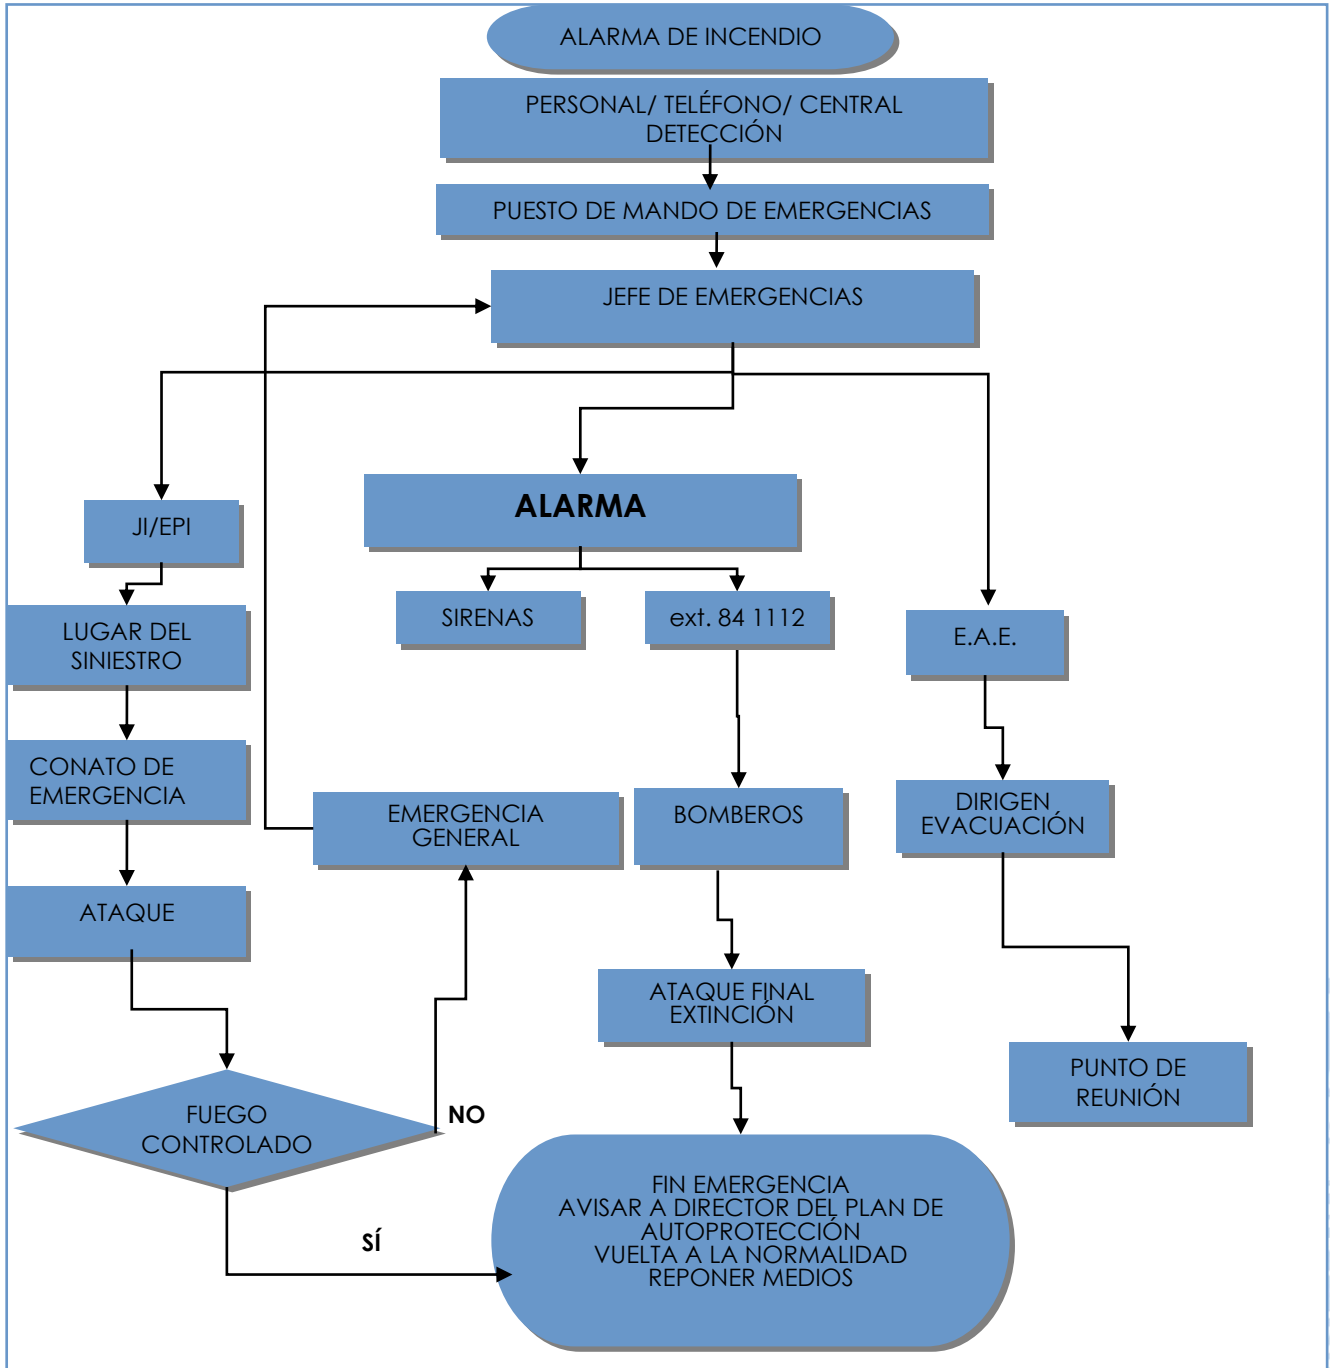 ALARMA DE INCENDIO
PERSONAL/ TELÉFONO/ CENTRAL
DETECCIÓN
PUESTO DE MANDO DE EMERGENCIAS
JEFE DE EMERGENCIAS
ALARMA
JI/EPI
SIRENAS
ext. 84 1112
E.A.E.
LUGAR DEL
SINIESTRO
CONATO DE
EMERGENCIA
EMERGENCIA
GENERAL
BOMBEROS
DIRIGEN
EVACUACIÓN
ATAQUE
ATAQUE FINAL
EXTINCIÓN
PUNTO DE
REUNIÓN
FUEGO
CONTROLADO
NO
SÍ
FIN EMERGENCIA
AVISAR A DIRECTOR DEL PLAN DE
AUTOPROTECCIÓN
VUELTA A LA NORMALIDAD
REPONER MEDIOS